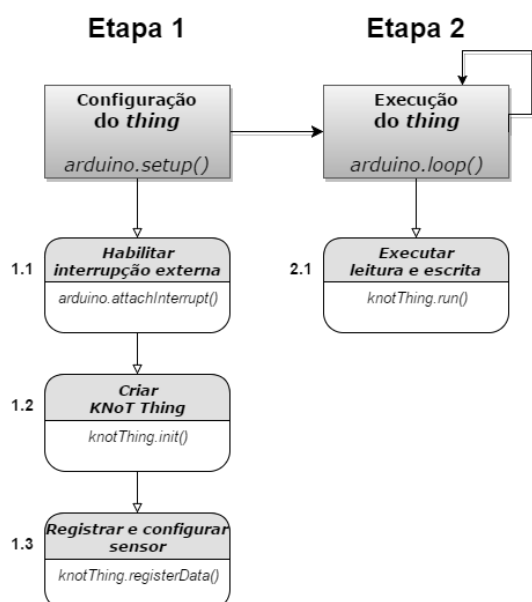 Etapa 1
Etapa 2
Configuração
do thing
arduino.setup()
Execução
do thing
arduino.loop()
1.1
Habilitar
interrupção externa
arduino.attachInterrupt()
2.1
Executar
leitura e escrita
knotThing.run()
1.2
Criar
KNoT Thing
knotThing.init()
1.3
Registrar e configurar
sensor
knotThing.registerData()